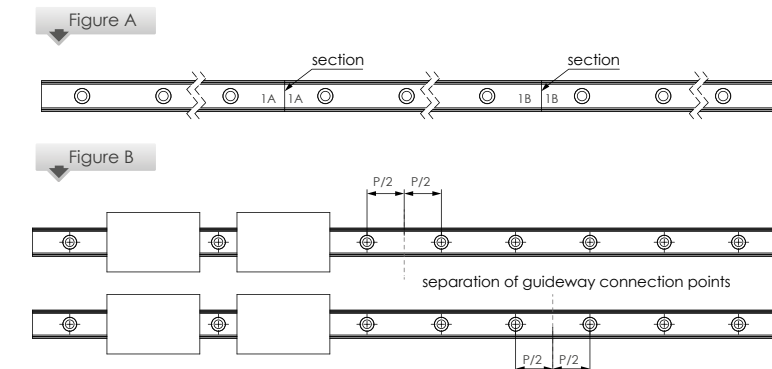 Figure A
section section
1A 1A 1B 1B
Figure B
P/2 P/2
separation of guideway connection points
P/2 P/2